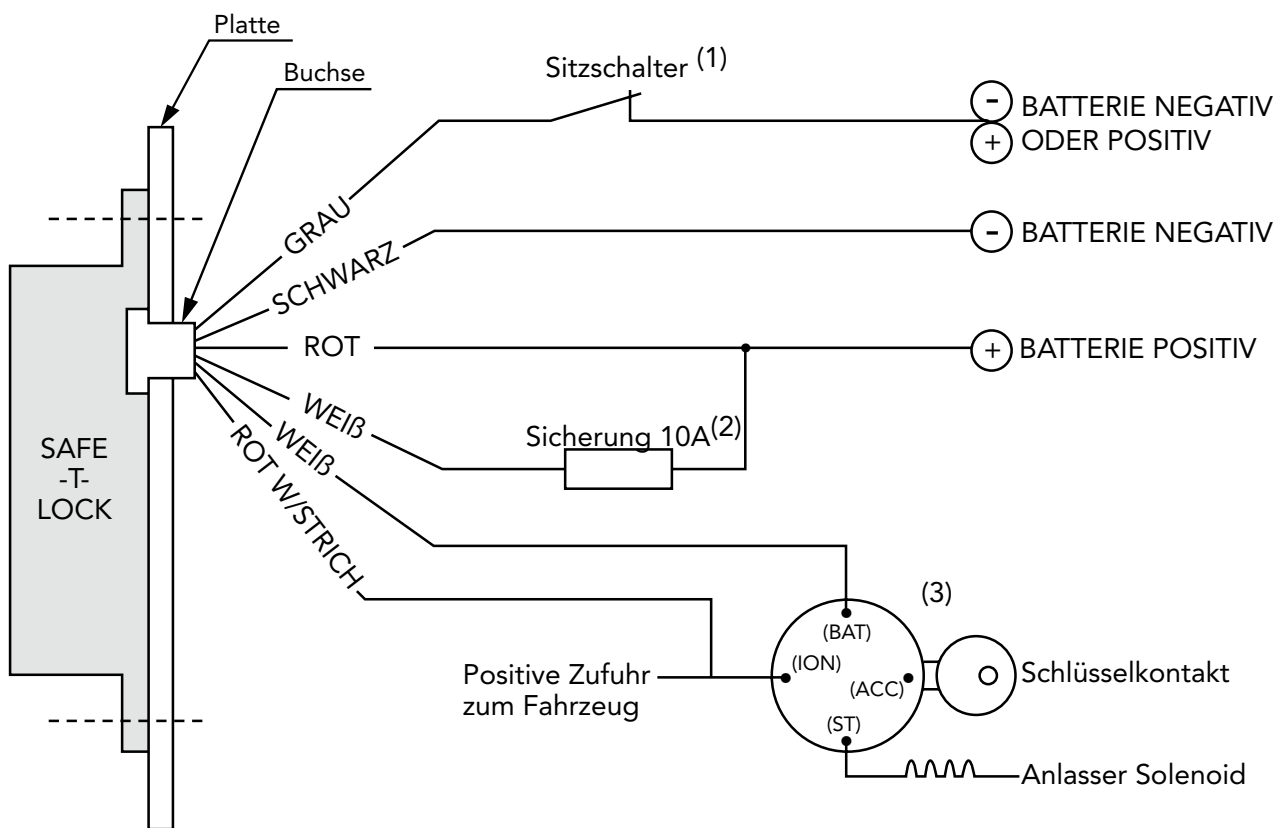 Platte
Buchse
Sitzschalter (1)
- BATTERIE NEGATIV
+ ODER POSITIV
GRAU
SCHWARZ
- BATTERIE NEGATIV
ROT
+ BATTERIE POSITIV
WEIß
Sicherung 10A(2)
WEIß
ROT W/STRICH
SAFE
-T-
LOCK
(3)
(BAT)
(ION)
(ACC)
(ST)
Schlüsselkontakt
Positive Zufuhr
zum Fahrzeug
Anlasser Solenoid